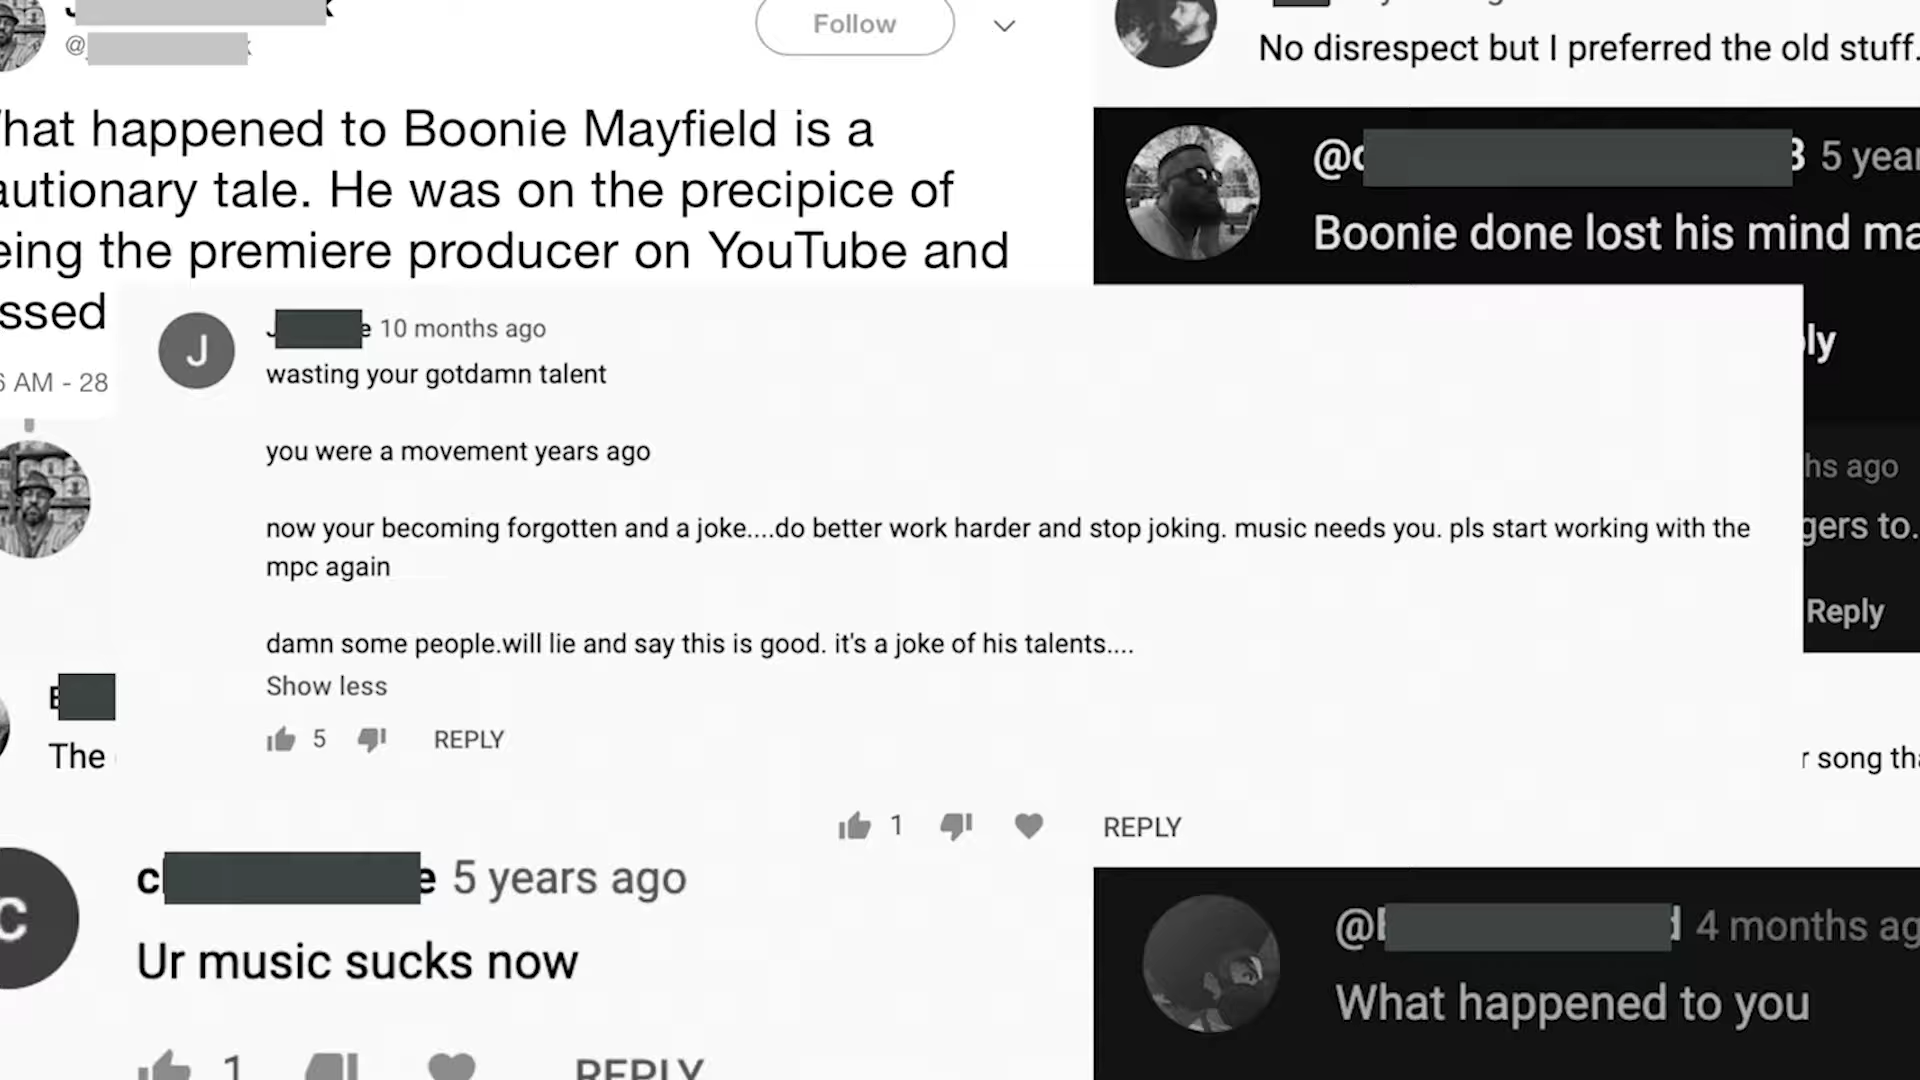 @
Follow
hat happened to Boonie Mayfield is a
autionary tale. He was on the precipice of
eing the premiere producer on YouTube and
ssed
6 AM - 28
No disrespect but I preferred the old stuff.
@ 5 year
Boonie done lost his mind ma
ly
hs ago
gers to.
Reply
J
10 months ago
wasting your gotdamn talent
you were a movement years ago
now your becoming forgotten and a joke....do better work harder and stop joking. music needs you. pls start working with the
mpc again
damn some people.will lie and say this is good. it's a joke of his talents....
Show less
5 REPLY
The
r song tha
1 REPLY
C
c e 5 years ago
Ur music sucks now
1 REPLY
@ d 4 months ag
What happened to you